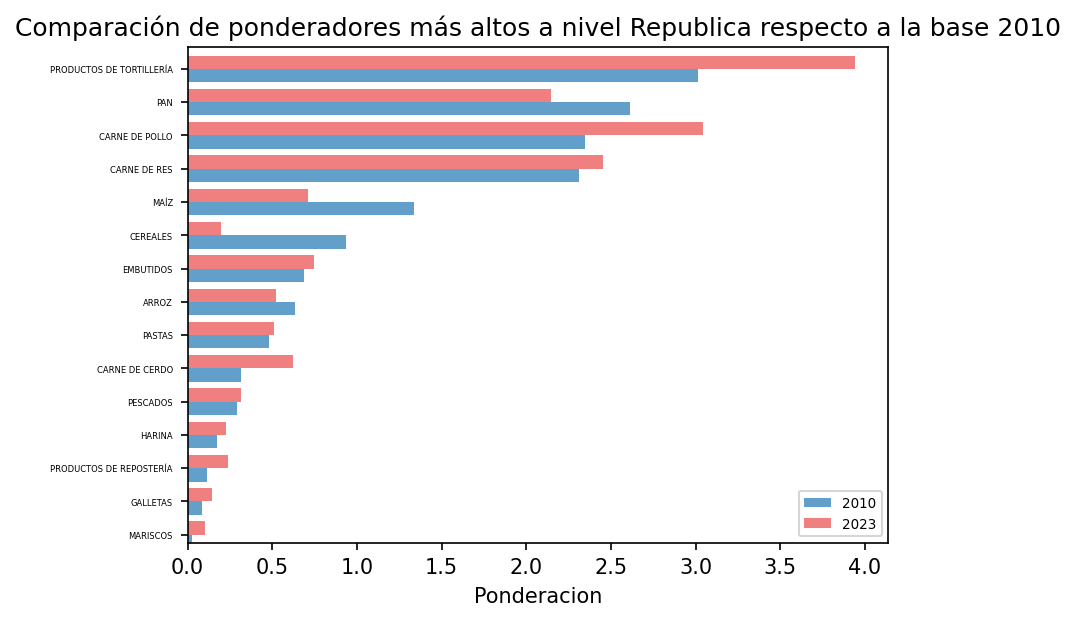 Comparación de ponderadores más altos a nivel Republica respecto a la base 2010
PRODUCTOS DE TORTILLERÍA
PAN
CARNE DE POLLO
CARNE DE RES
MAÍZ
CEREALES
EMBUTIDOS
ARROZ
PASTAS
CARNE DE CERDO
PESCADOS
HARINA
PRODUCTOS DE REPOSTERÍA
GALLETAS
MARISCOS
2010
2023
0.0 0.5 1.0 1.5 2.0 2.5 3.0 3.5 4.0
Ponderacion